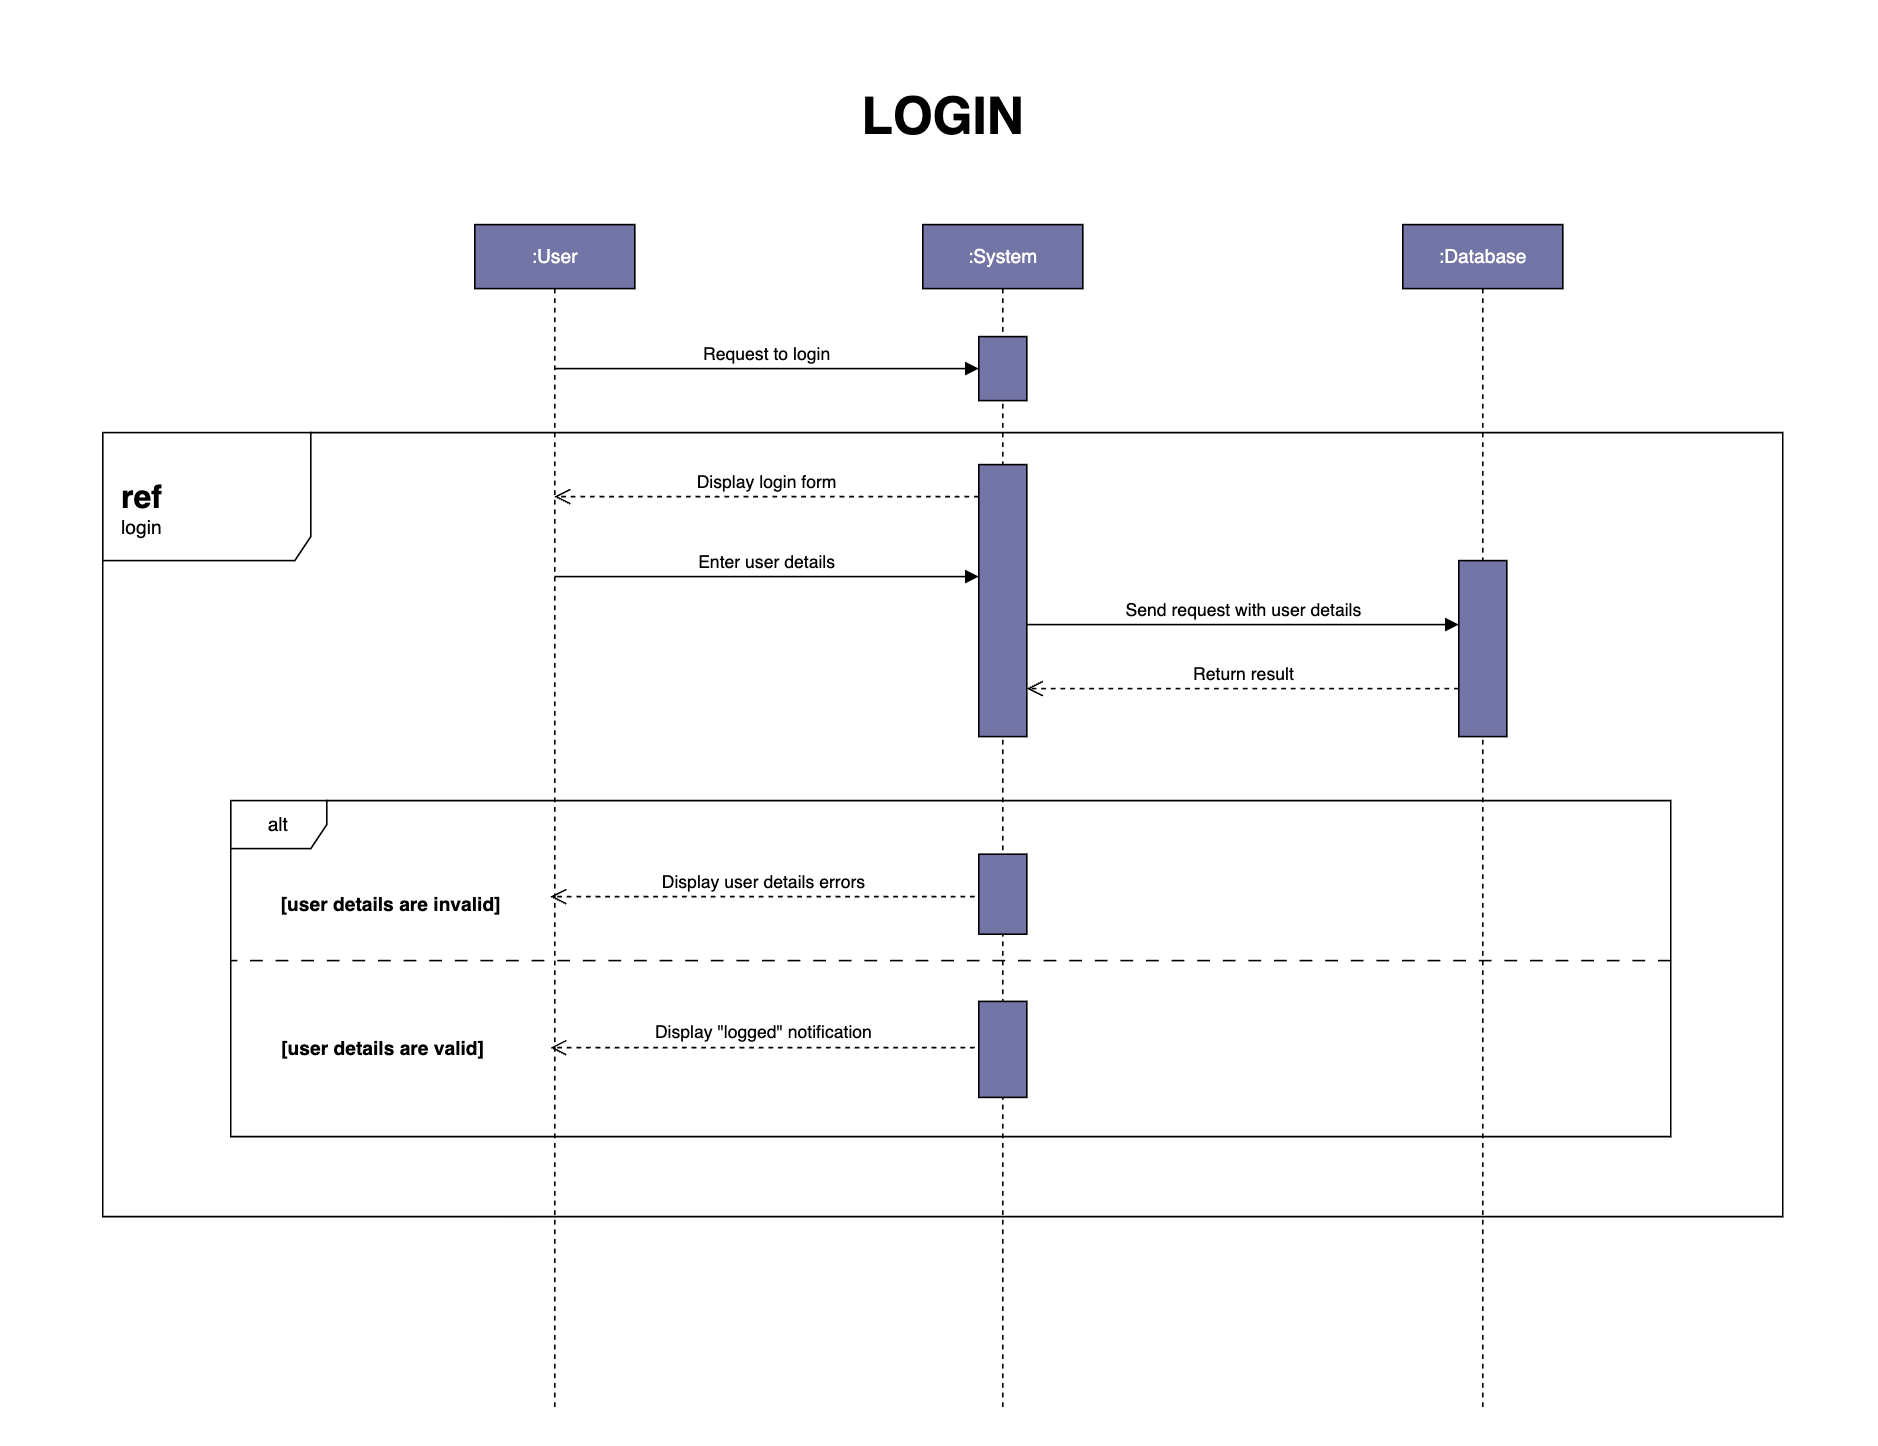 LOGIN
:User
:System
:Database
Request to login
ref
login
Display login form
Enter user details
Send request with user details
Return result
alt
Display user details errors
[user details are invalid]
Display "logged" notification
[user details are valid]